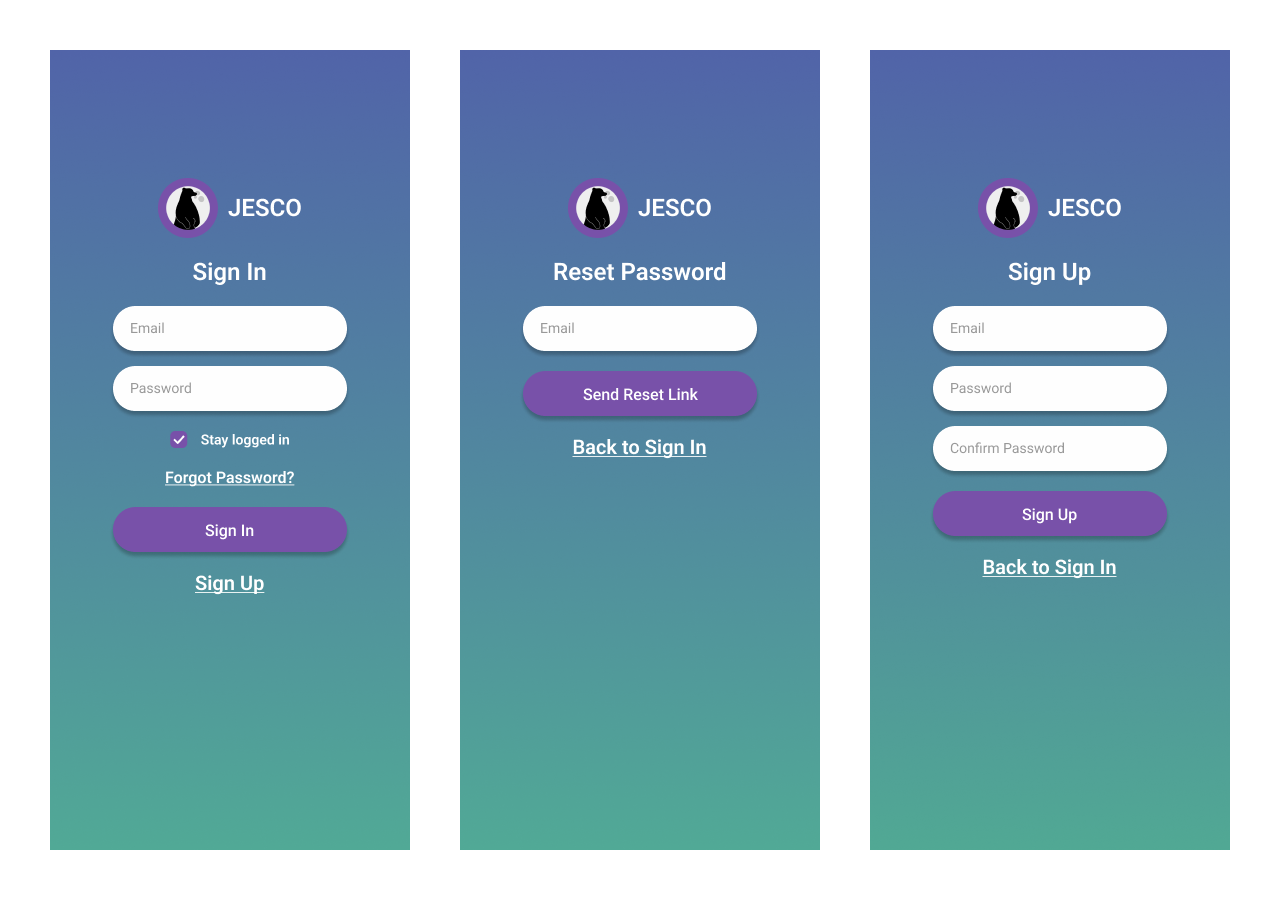 JESCO
Sign In
Email
Password
Stay logged in
Forgot Password?
Sign In
Sign Up
JESCO
Reset Password
Email
Send Reset Link
Back to Sign In
JESCO
Sign Up
Email
Password
Confirm Password
Sign Up
Back to Sign In